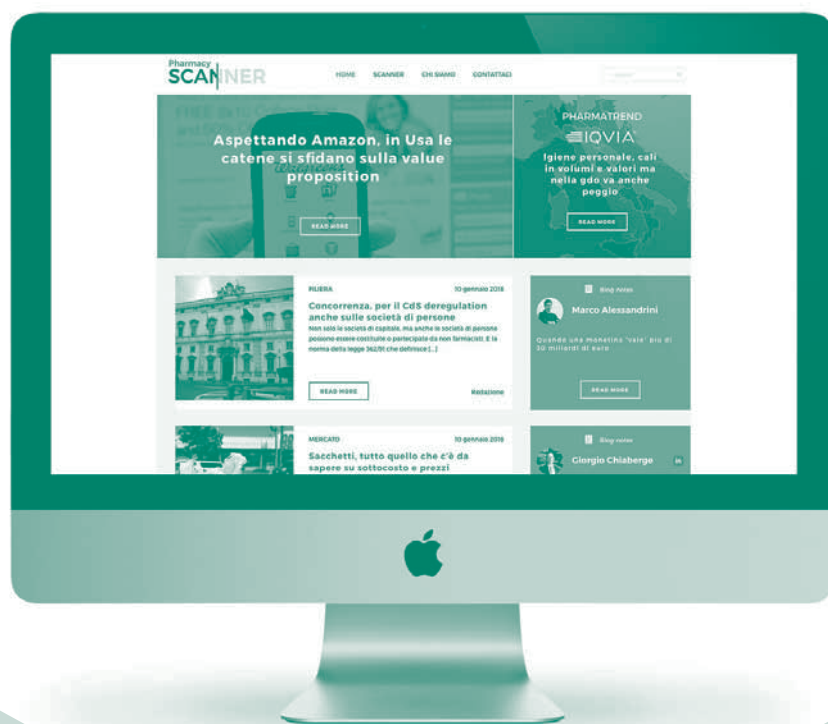 Pharmacy
SCANNER
HOME SCANNER CHI SIAMO CONTATTACI
Aspettando Amazon, in Usa le
catene si sfidano sulla value
proposition
READ MORE
PHARMATREND
IQVIA
Igiene personale, cali
in volumi e valori ma
nella gdo va anche
peggio
READ MORE
FILIERA 10 gennaio 2018
Concorrenza, per il CdS deregulation
anche sulle società di persone
Non solo le società di capitale, ma anche le società di persone
possono essere costituite o partecipate da non farmacisti. È la
norma della legge 362/91 che definisce [...]
READ MORE Redazione
Blog notes
Marco Alessandrini
Quando una monetina "vale" più di
30 miliardi di euro
READ MORE
MERCATO 10 gennaio 2018
Sacchetti, tutto quello che c'è da
sapere su sottocosto e prezzi
Blog notes
Giorgio Chiaberge
in